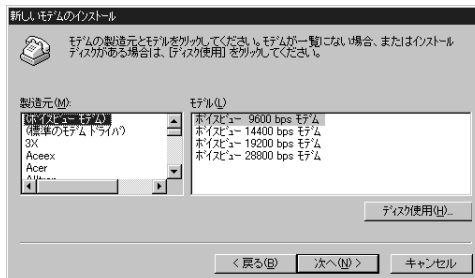 新しいモデムのインストール
モデムの製造元とモデルをクリックしてください。モデムが一覧にない場合、またはインストール
ディスクがある場合は、[ディスク使用] をクリックしてください。
製造元(M):
モデル(L)
(ボイスビュー モデム)
(標準のモデム ドライバ)
3X
Aceex
Acer
ボイスビュー 9600 bps モデム
ボイスビュー 14400 bps モデム
ボイスビュー 19200 bps モデム
ボイスビュー 28800 bps モデム
ディスク使用(H)...
< 戻る(B)
次へ(N) >
キャンセル